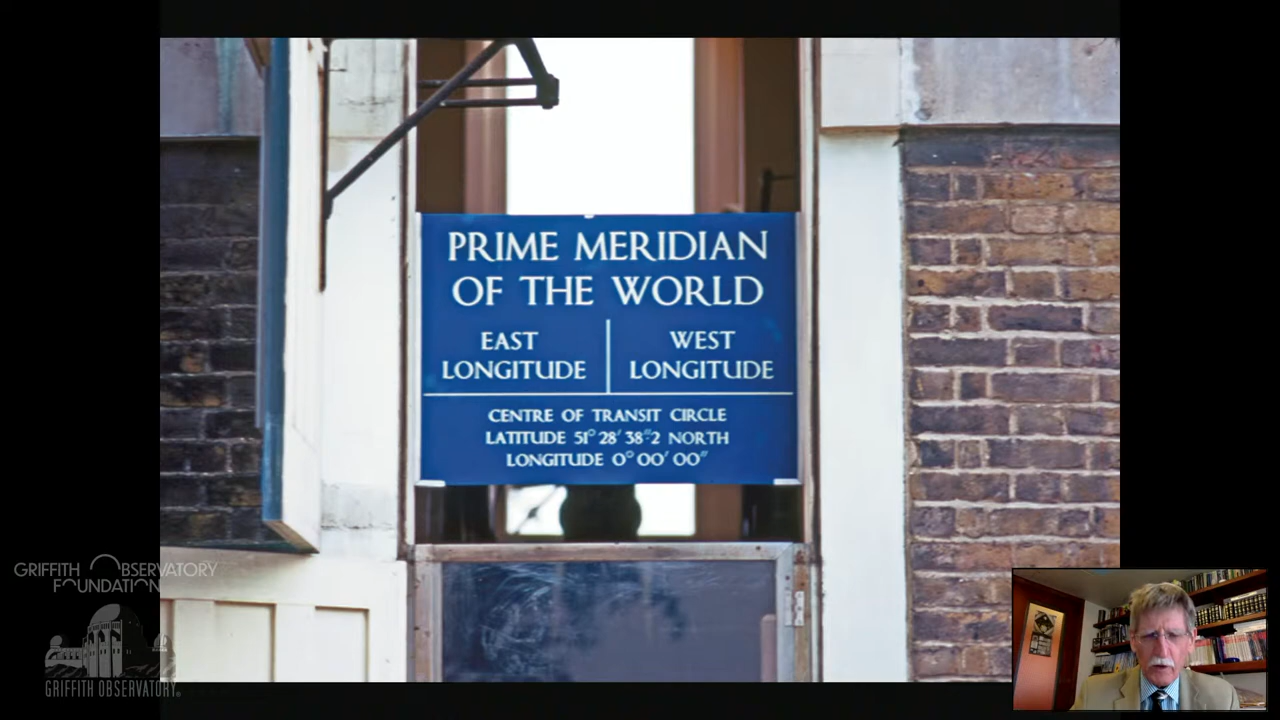 PRIME MERIDIAN
OF THE WORLD
EAST
LONGITUDE
WEST
LONGITUDE
CENTRE OF TRANSIT CIRCLE
LATITUDE 51° 28′ 38″·2 NORTH
LONGITUDE 0° 00′ 00″
GRIFFITH OBSERVATORY
FOUNDATION
GRIFFITH OBSERVATORY®